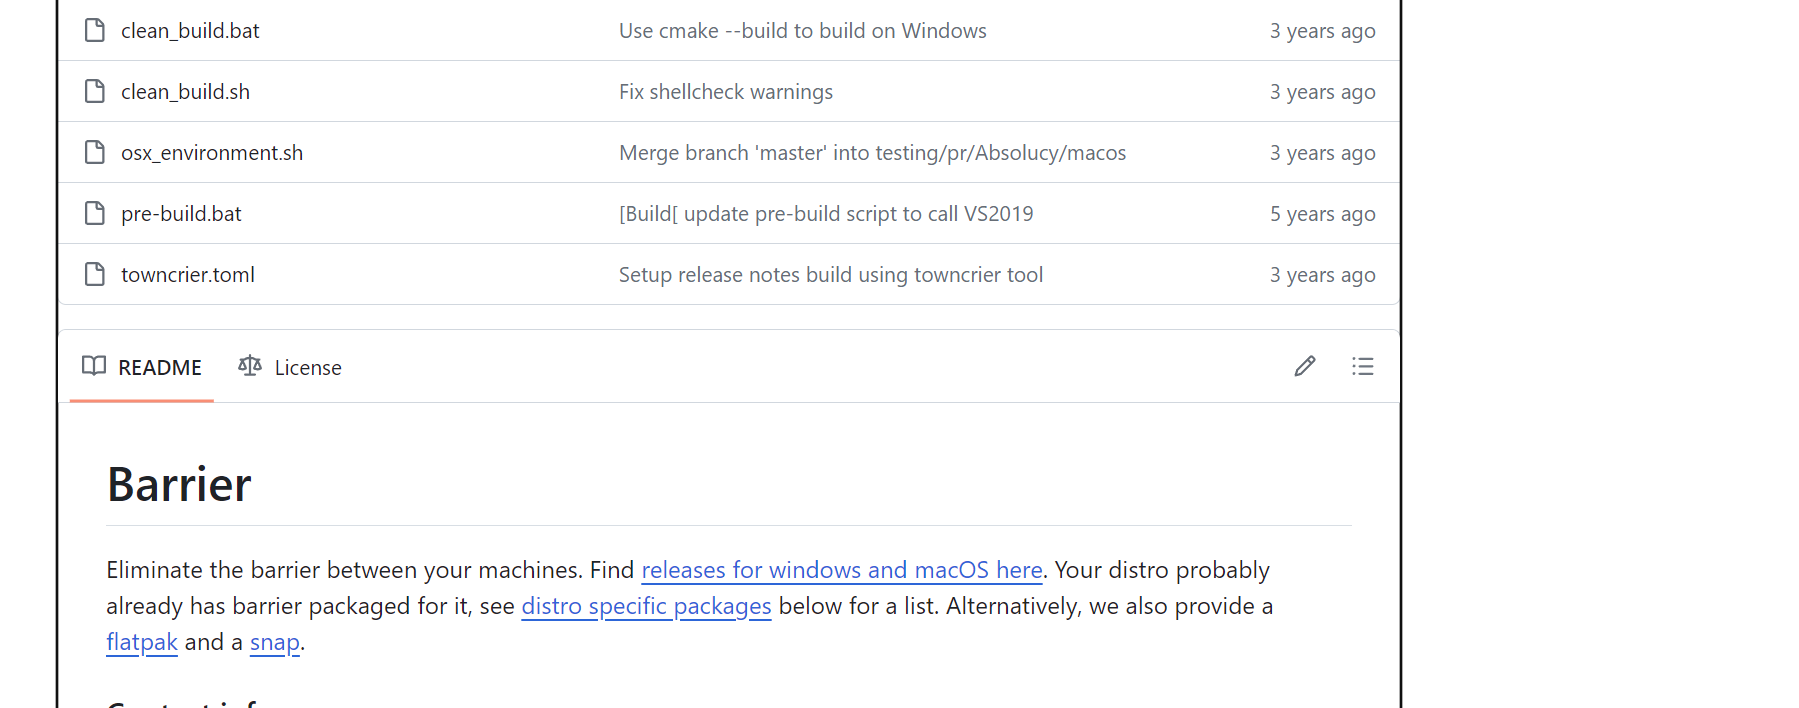 clean_build.bat Use cmake --build to build on Windows 3 years ago
clean_build.sh Fix shellcheck warnings 3 years ago
osx_environment.sh Merge branch 'master' into testing/pr/Absolucy/macos 3 years ago
pre-build.bat [Build[ update pre-build script to call VS2019 5 years ago
towncrier.toml Setup release notes build using towncrier tool 3 years ago
README License
Barrier
Eliminate the barrier between your machines. Find releases for windows and macOS here. Your distro probably
already has barrier packaged for it, see distro specific packages below for a list. Alternatively, we also provide a
flatpak and a snap.